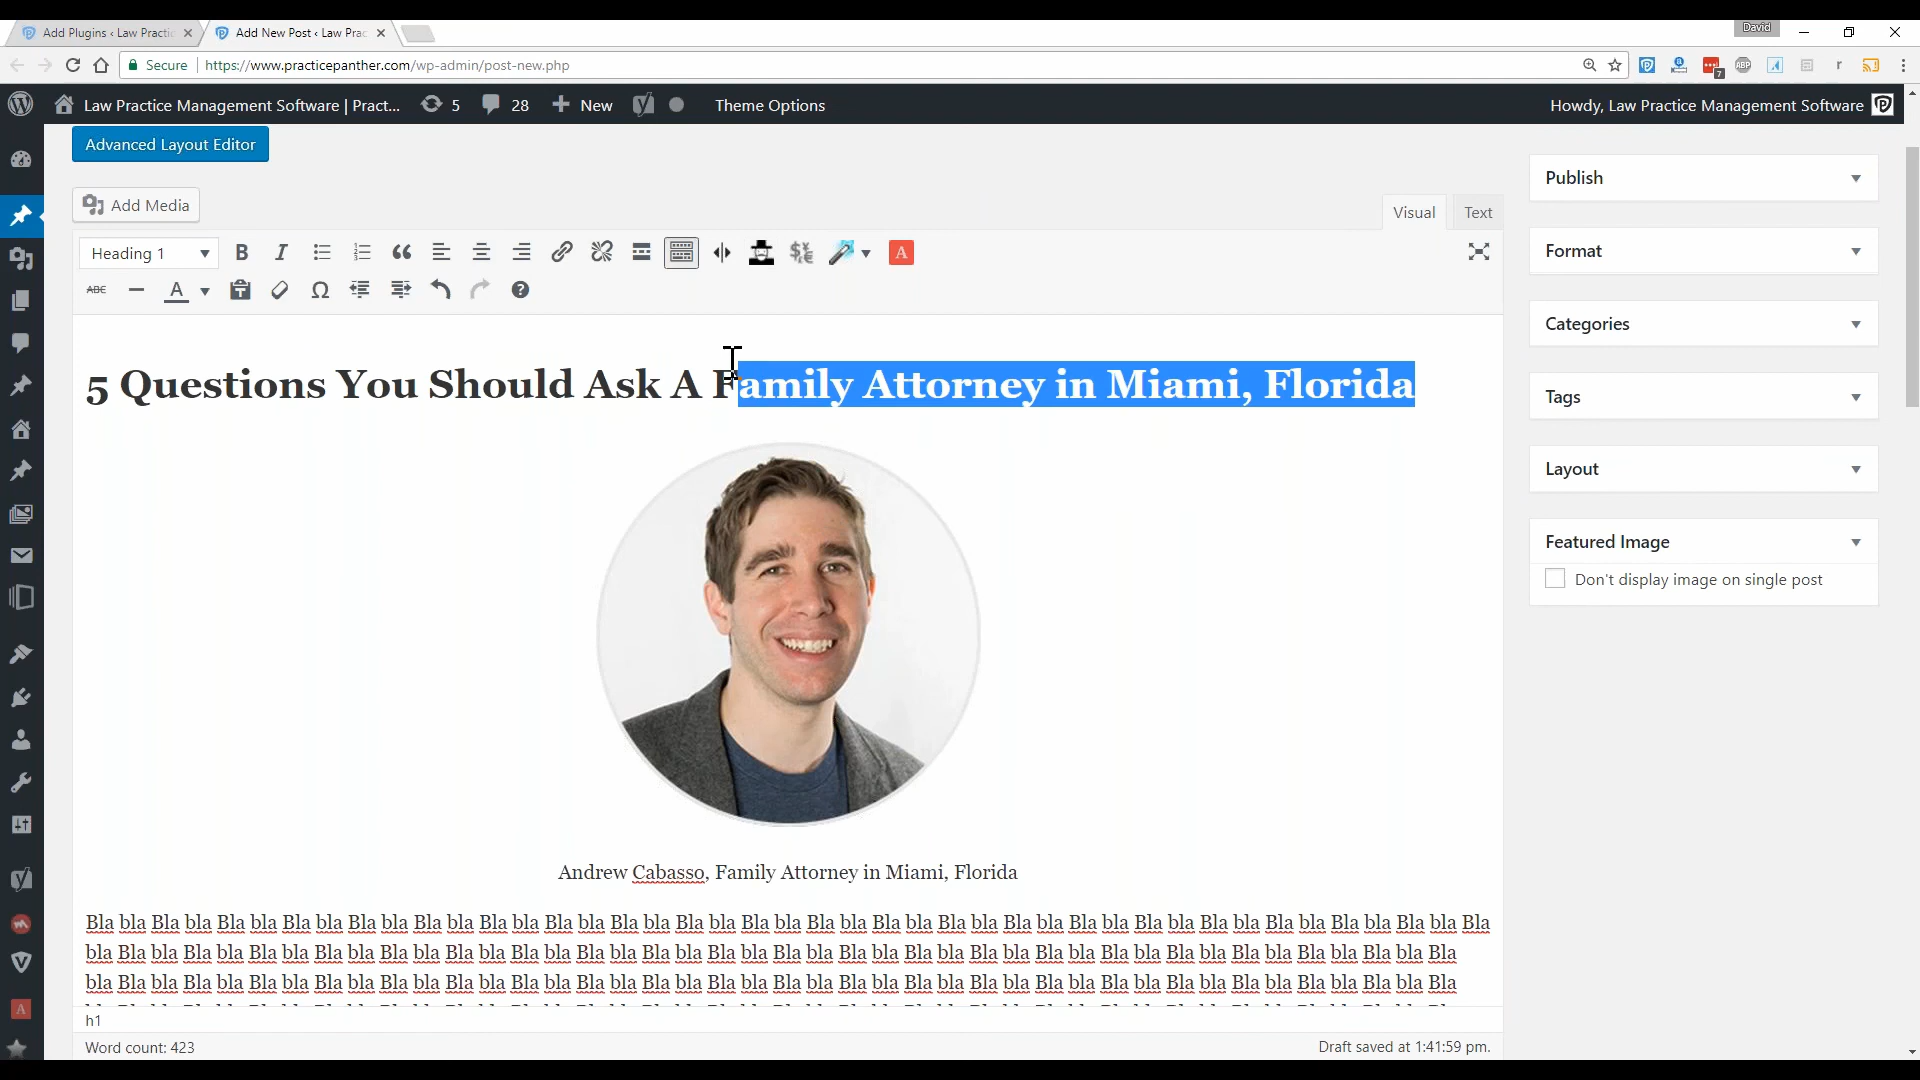 Add Plugins ‹ Law Practic
Add New Post ‹ Law Prac
David
Secure
https://www.practicepanther.com/wp-admin/post-new.php
7
ABP
r
Law Practice Management Software | Pract...
5
28
New
Theme Options
Howdy, Law Practice Management Software
Advanced Layout Editor
Add Media
Visual
Text
Heading 1
B
I
A
ABC
A
Ω
5 Questions You Should Ask A Family Attorney in Miami, Florida
Andrew Cabasso, Family Attorney in Miami, Florida
Bla bla Bla bla Bla bla Bla bla Bla bla Bla bla Bla bla Bla bla Bla bla Bla bla Bla bla Bla bla Bla bla Bla bla Bla bla Bla bla Bla bla Bla bla Bla bla Bla bla Bla bla Bla
bla Bla bla Bla bla Bla bla Bla bla Bla bla Bla bla Bla bla Bla bla Bla bla Bla bla Bla bla Bla bla Bla bla Bla bla Bla bla Bla bla Bla bla Bla bla Bla bla Bla bla Bla
bla Bla bla Bla bla Bla bla Bla bla Bla bla Bla bla Bla bla Bla bla Bla bla Bla bla Bla bla Bla bla Bla bla Bla bla Bla bla Bla bla Bla bla Bla bla Bla bla Bla bla Bla
h1
Word count: 423
Draft saved at 1:41:59 pm.
Publish
Format
Categories
Tags
Layout
Featured Image
Don't display image on single post